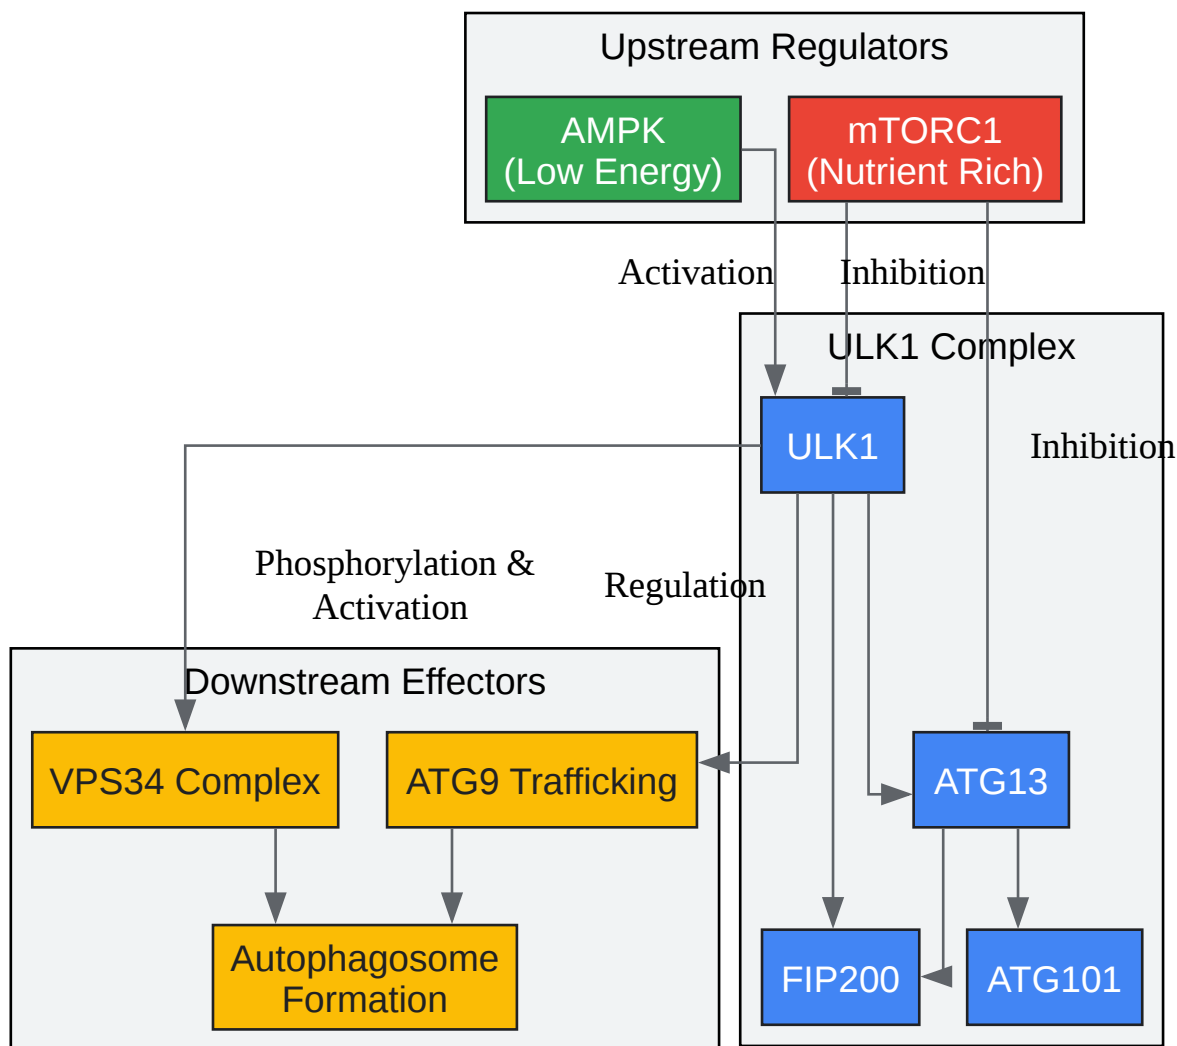 Upstream Regulators
AMPK
(Low Energy)
mTORC1
(Nutrient Rich)
Activation
Inhibition
ULK1 Complex
ULK1
Inhibition
Phosphorylation &
Activation
Regulation
Downstream Effectors
VPS34 Complex
ATG9 Trafficking
ATG13
Autophagosome
Formation
FIP200
ATG101